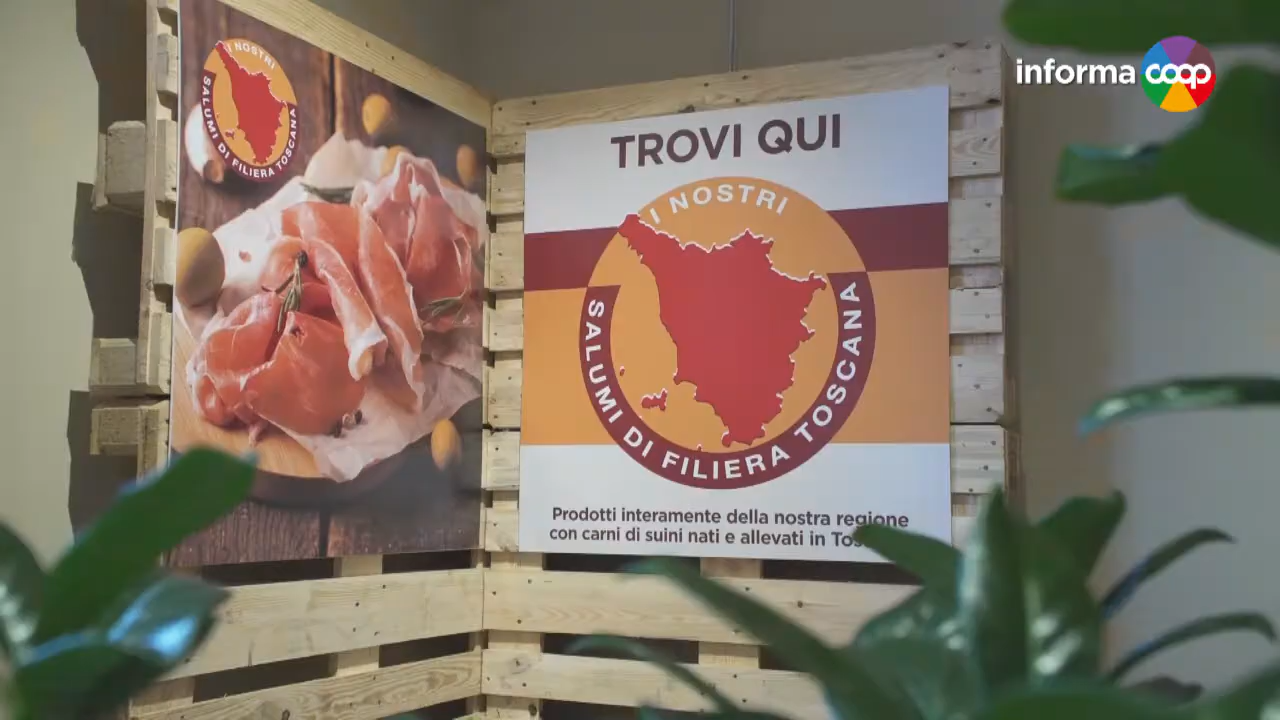 I NOSTRI
SALUMI DI FILIERA TOSCANA
informa coop
TROVI QUI
I NOSTRI
SALUMI DI FILIERA TOSCANA
Prodotti interamente della nostra regione
con carni di suini nati e allevati in